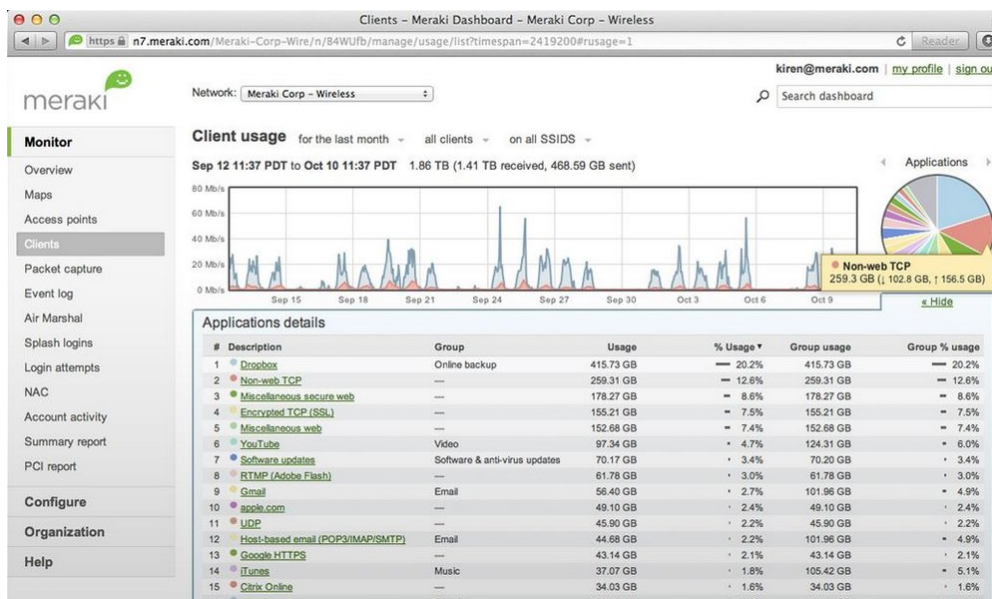 Clients – Meraki Dashboard – Meraki Corp – Wireless
https n7.meraki.com/Meraki-Corp-Wire/n/84WUfb/manage/usage/list?timespan=2419200#rusage=1
Reader
kiren@meraki.com | my profile | sign ou
meraki
Network: Meraki Corp – Wireless
Search dashboard
Monitor
Overview
Maps
Access points
Clients
Packet capture
Event log
Air Marshal
Splash logins
Login attempts
NAC
Account activity
Summary report
PCI report
Configure
Organization
Help
Client usage for the last month all clients on all SSIDS
Sep 12 11:37 PDT to Oct 10 11:37 PDT 1.86 TB (1.41 TB received, 468.59 GB sent)
Applications
80 Mb/s
60 Mb/s
40 Mb/s
20 Mb/s
0 Mb/s
Sep 15 Sep 18 Sep 21 Sep 24 Sep 27 Sep 30 Oct 3 Oct 6 Oct 9
Non-web TCP
259.3 GB (↓ 102.8 GB, ↑ 156.5 GB)
« Hide
Applications details
# Description Group Usage % Usage ▼ Group usage Group % usage
1 Dropbox Online backup 415.73 GB 20.2% 415.73 GB 20.2%
2 Non-web TCP — 259.31 GB 12.6% 259.31 GB 12.6%
3 Miscellaneous secure web — 178.27 GB 8.6% 178.27 GB 8.6%
4 Encrypted TCP (SSL) — 155.21 GB 7.5% 155.21 GB 7.5%
5 Miscellaneous web — 152.68 GB 7.4% 152.68 GB 7.4%
6 YouTube Video 97.34 GB 4.7% 124.31 GB 6.0%
7 Software updates Software & anti-virus updates 70.17 GB 3.4% 70.20 GB 3.4%
8 RTMP (Adobe Flash) — 61.78 GB 3.0% 61.78 GB 3.0%
9 Gmail Email 56.40 GB 2.7% 101.96 GB 4.9%
10 apple.com — 49.10 GB 2.4% 49.10 GB 2.4%
11 UDP — 45.90 GB 2.2% 45.90 GB 2.2%
12 Host-based email (POP3/IMAP/SMTP) Email 44.68 GB 2.2% 101.96 GB 4.9%
13 Google HTTPS — 43.14 GB 2.1% 43.14 GB 2.1%
14 iTunes Music 37.07 GB 1.8% 105.42 GB 5.1%
15 Citrix Online — 34.03 GB 1.6% 34.03 GB 1.6%